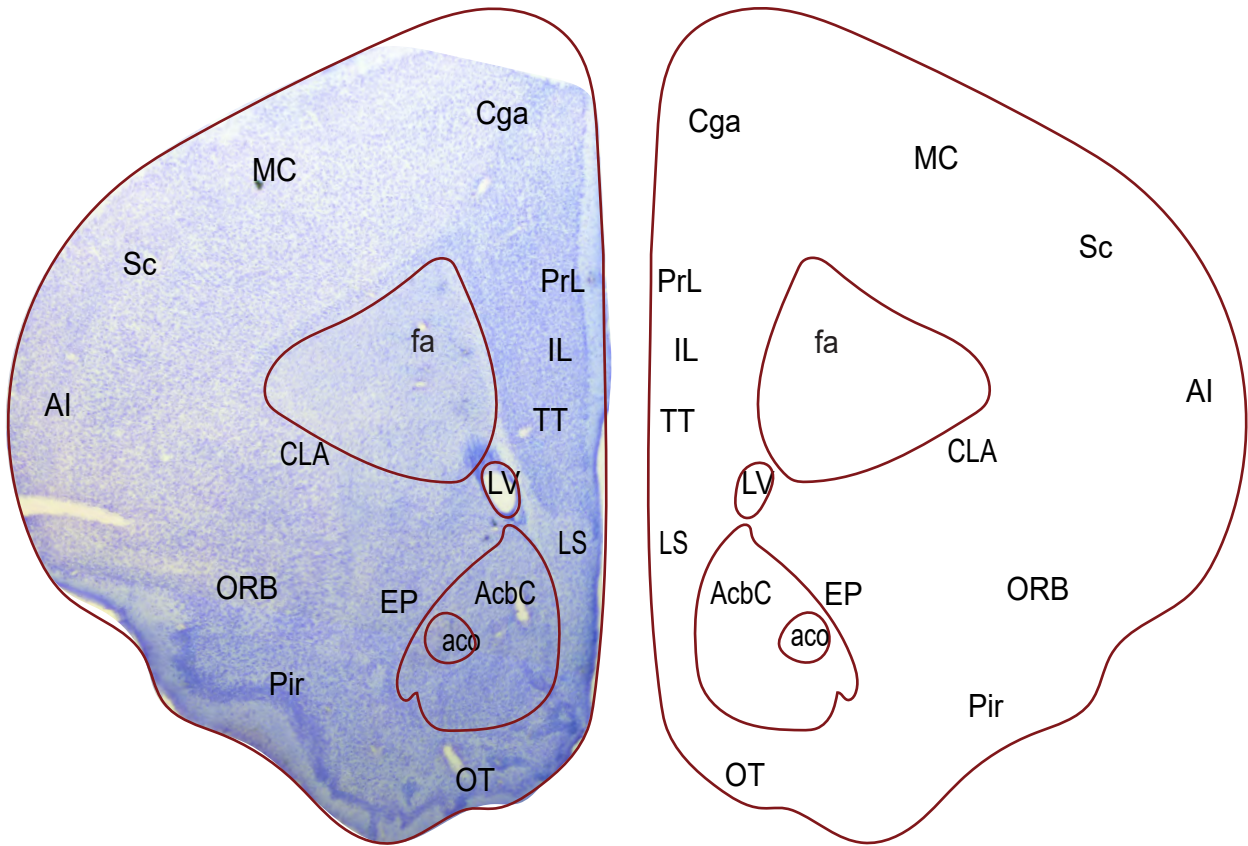 Cga
MC
Sc
PrL
fa
IL
AI
TT
CLA
LV
LS
ORB
EP
AcbC
aco
Pir
OT
Cga
MC
Sc
PrL
fa
IL
AI
TT
CLA
LV
LS
AcbC
EP
ORB
aco
Pir
OT